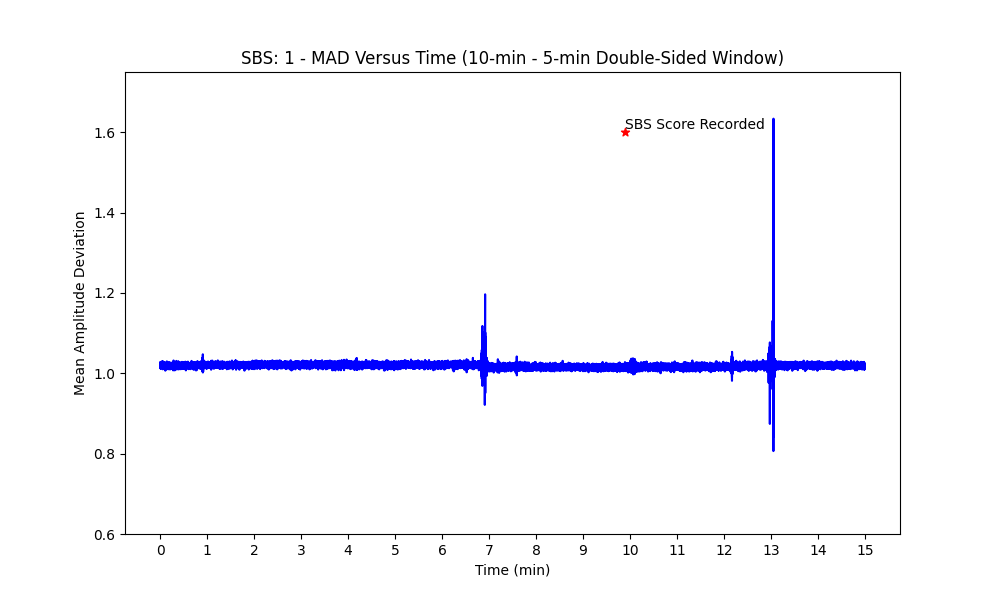 SBS: 1 - MAD Versus Time (10-min - 5-min Double-Sided Window)
SBS Score Recorded
Mean Amplitude Deviation
1.6
1.4
1.2
1.0
0.8
0.6
0 1 2 3 4 5 6 7 8 9 10 11 12 13 14 15
Time (min)